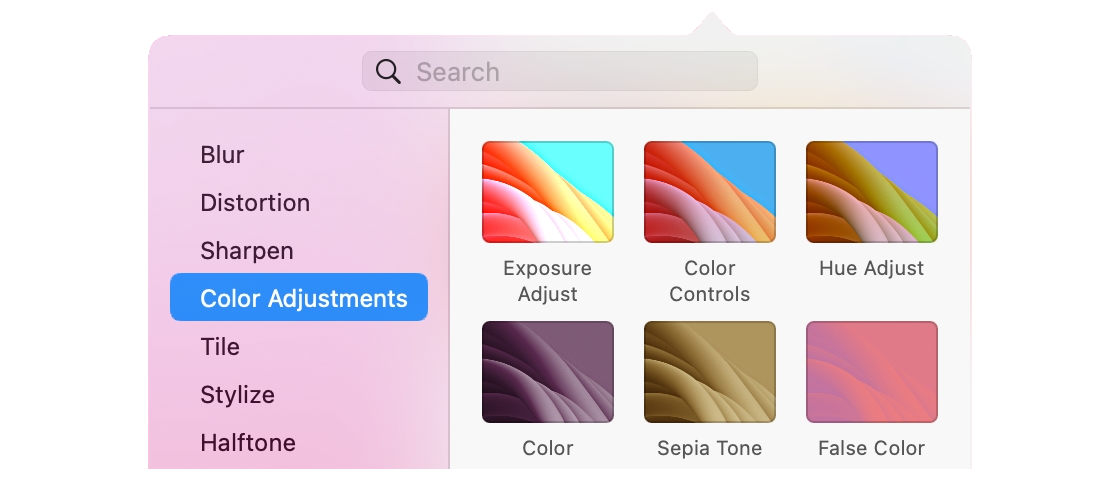 Search
Blur
Distortion
Sharpen
Color Adjustments
Tile
Stylize
Halftone
Exposure
Adjust
Color
Controls
Hue Adjust
Color
Sepia Tone
False Color